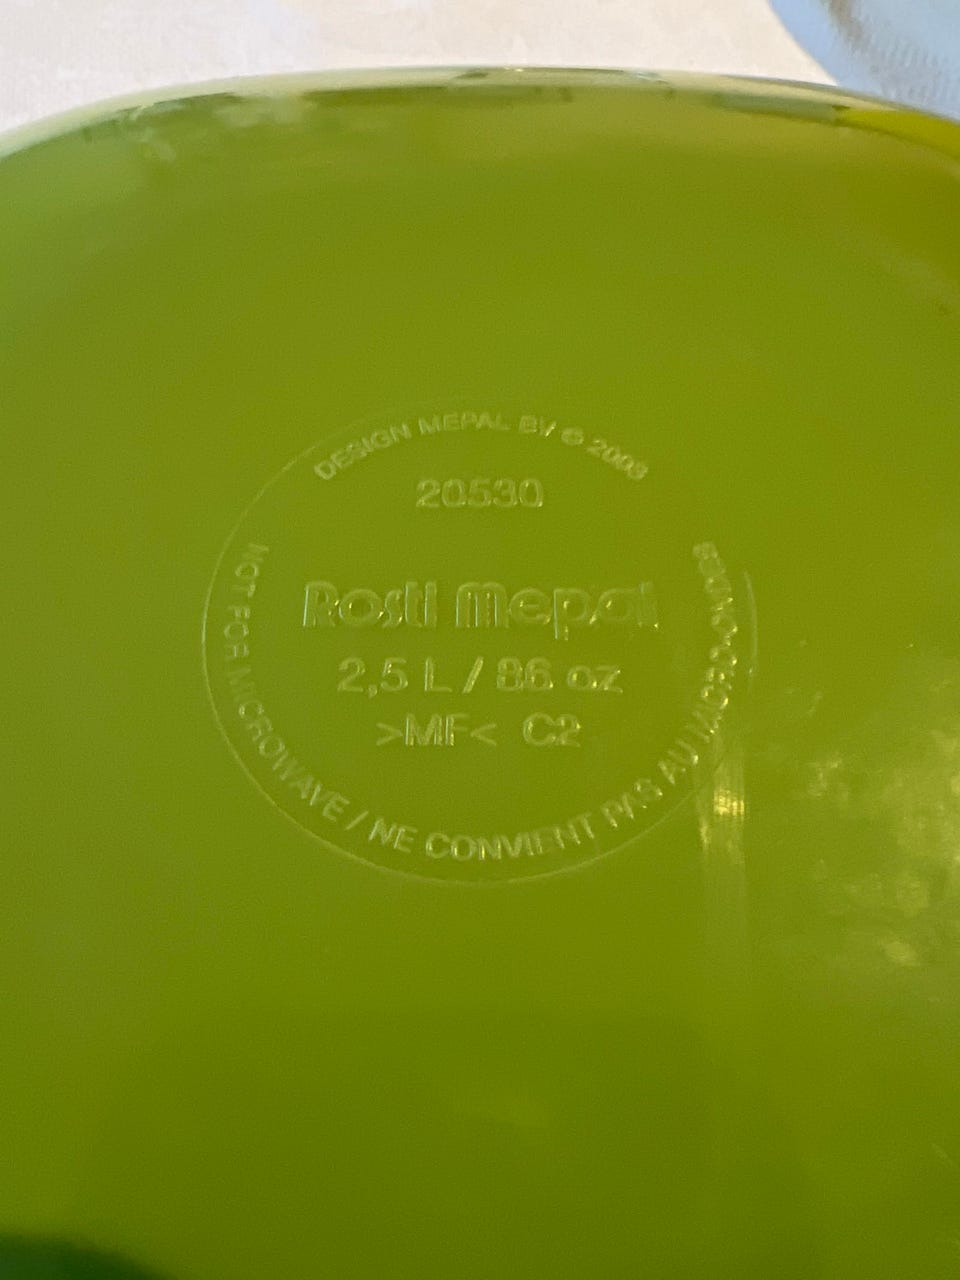 DESIGN MEPAL BV ©
20530
Rosti Mepal
2,5 L / 86 oz
>MF< C2
NOT FOR MICROWAVE / NE CONVIENT PAS AU MICRO-ONDES